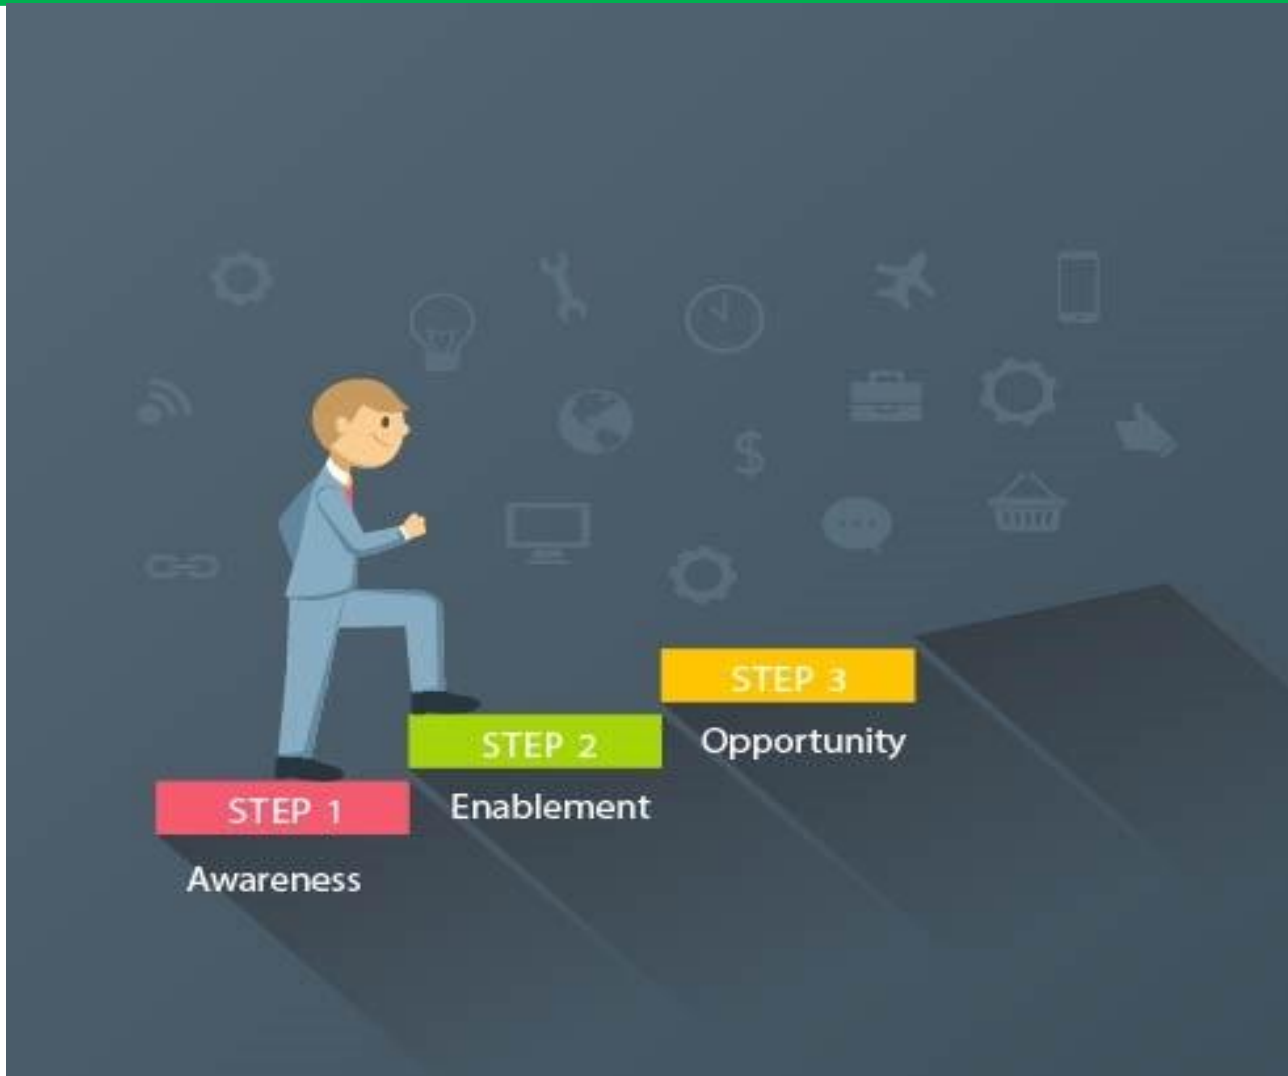 STEP 1
Awareness
STEP 2
Enablement
STEP 3
Opportunity